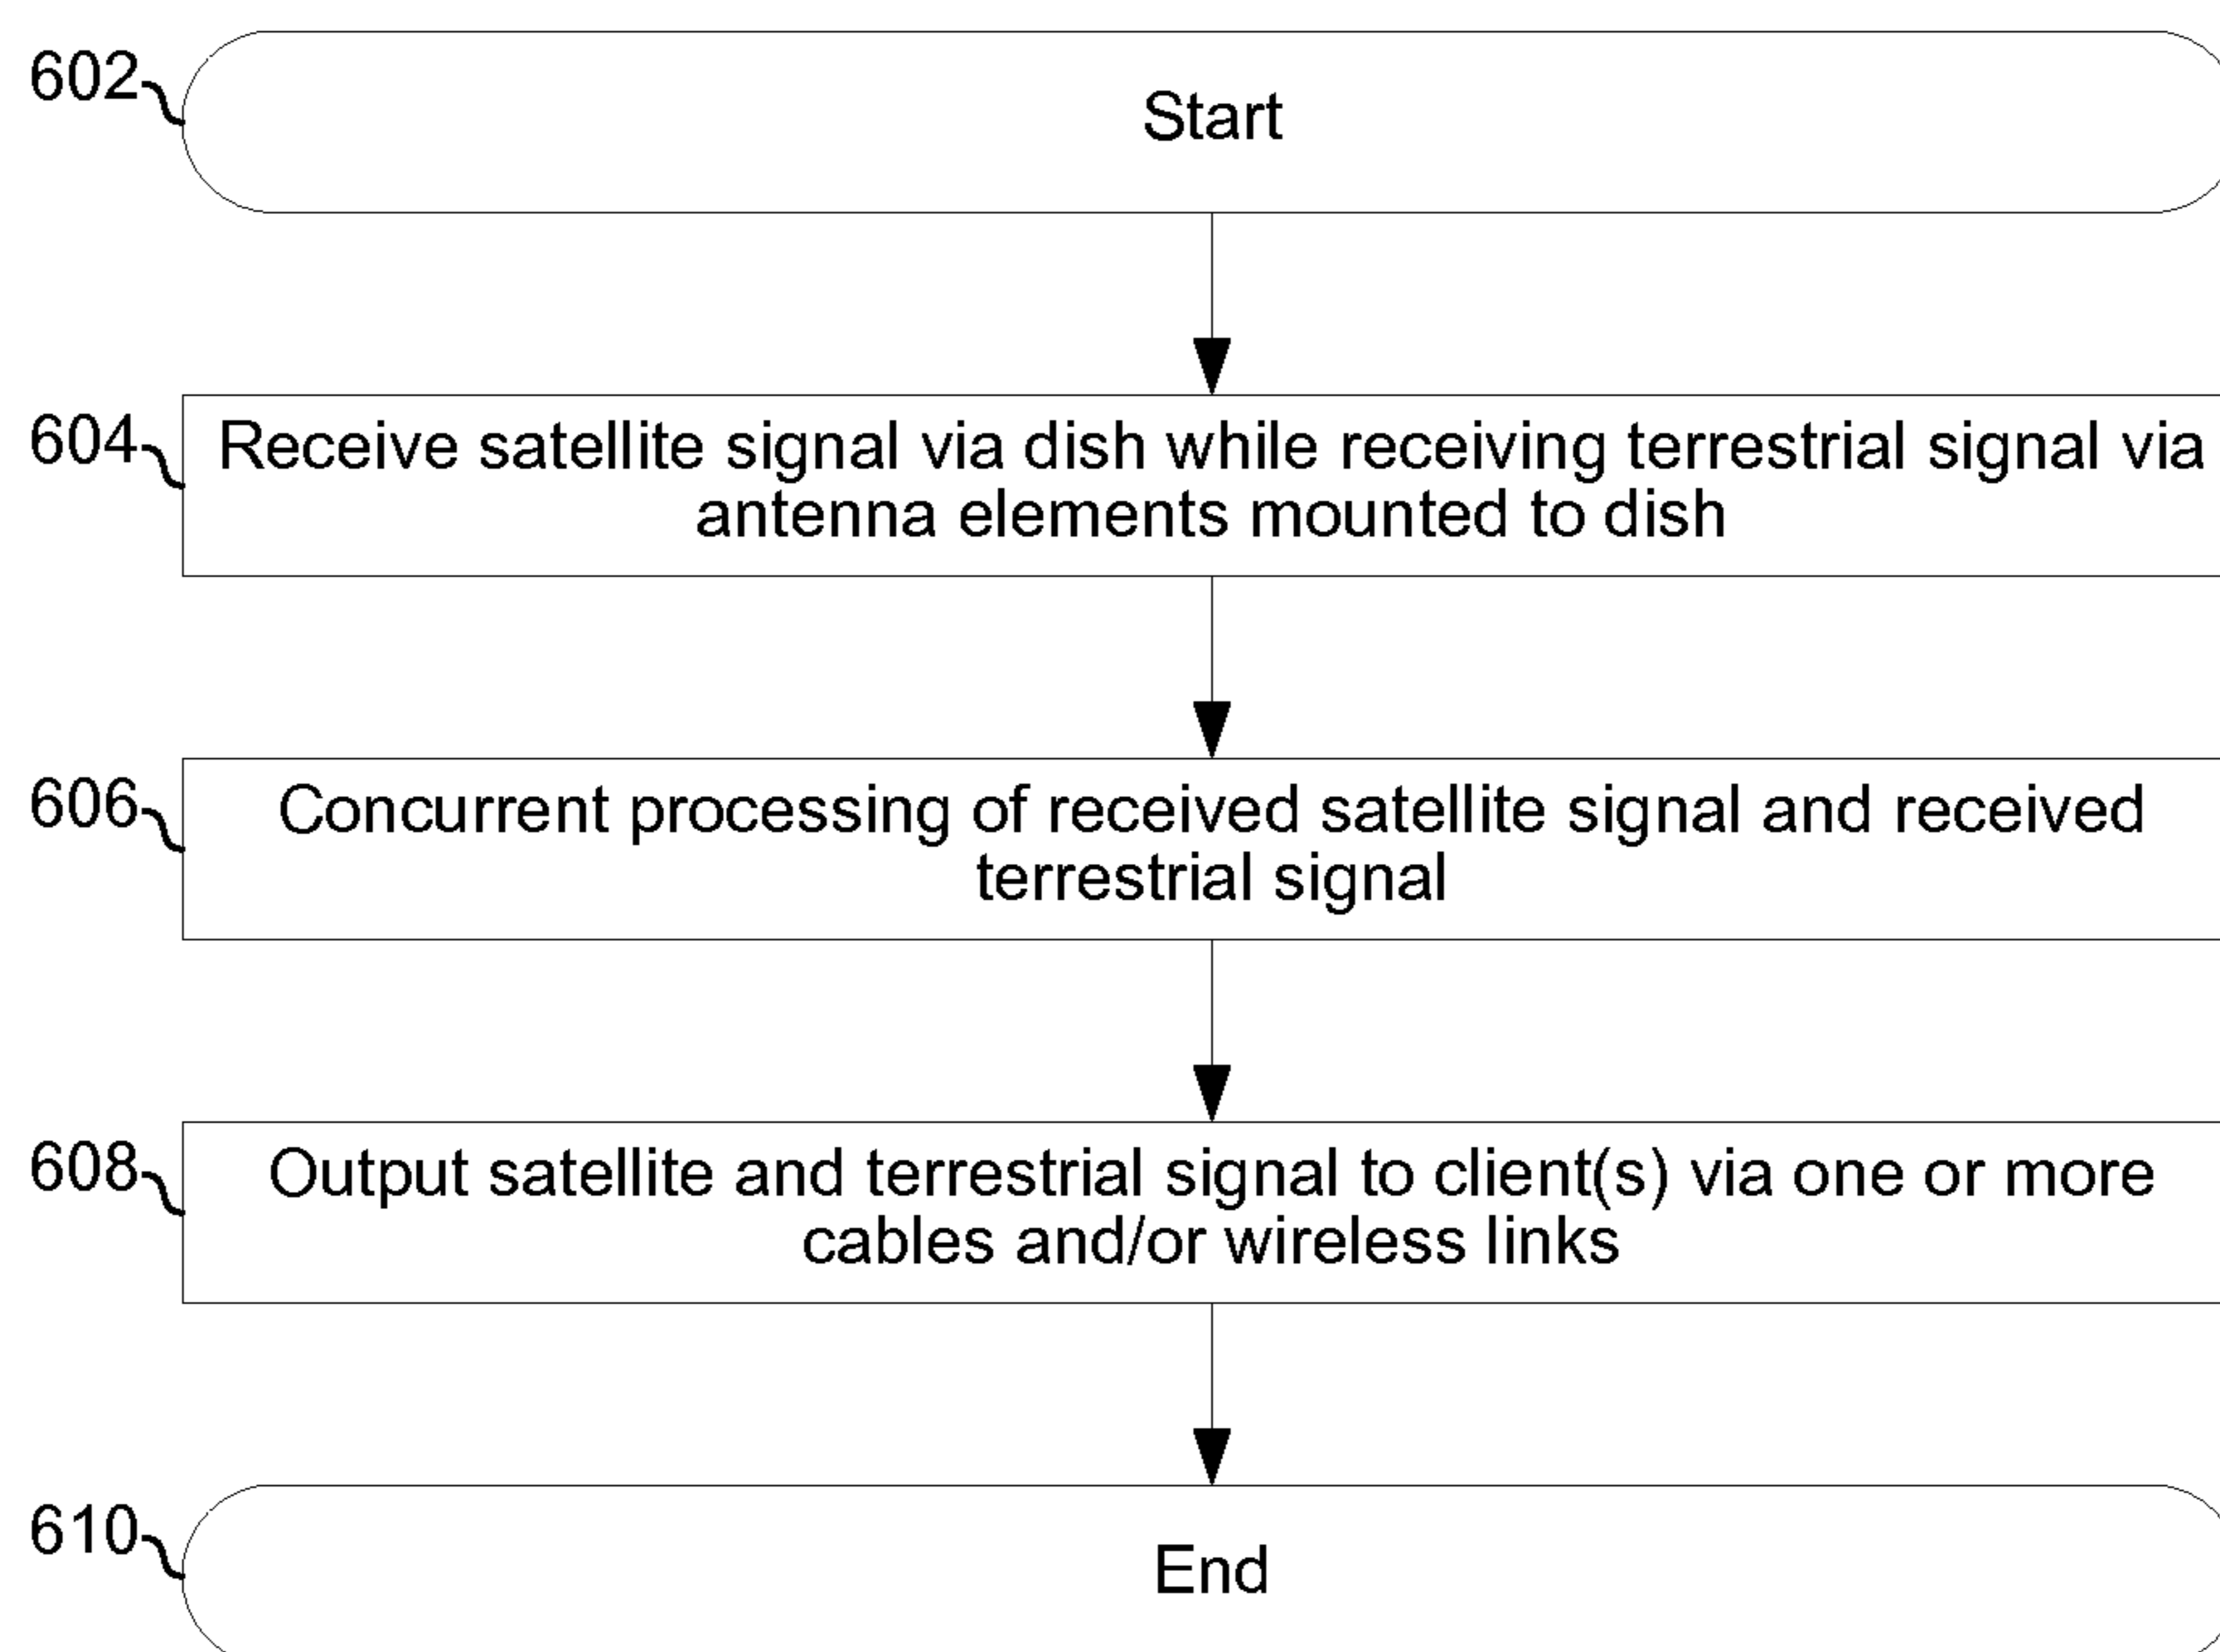 602
Start
604
Receive satellite signal via dish while receiving terrestrial signal via
antenna elements mounted to dish
606
Concurrent processing of received satellite signal and received
terrestrial signal
608
Output satellite and terrestrial signal to client(s) via one or more
cables and/or wireless links
610
End